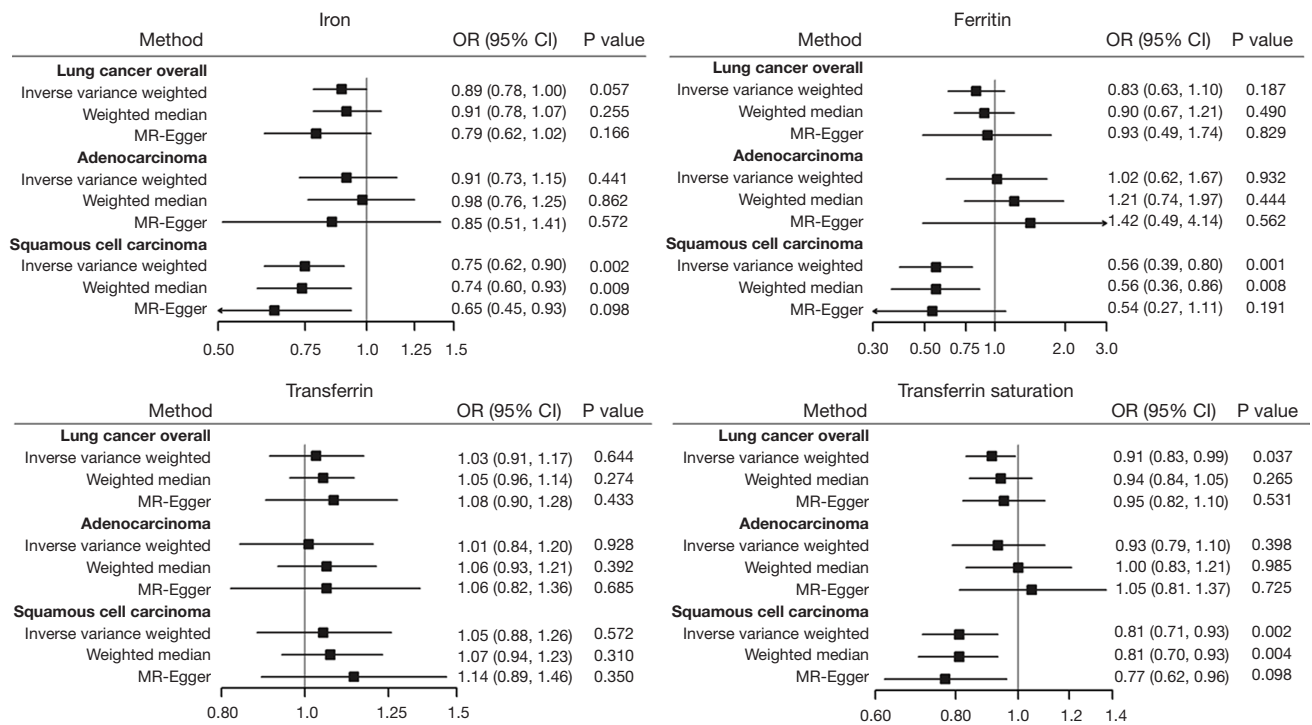 Iron
Method OR (95% CI) P value
Lung cancer overall
Inverse variance weighted 0.89 (0.78, 1.00) 0.057
Weighted median 0.91 (0.78, 1.07) 0.255
MR-Egger 0.79 (0.62, 1.02) 0.166
Adenocarcinoma
Inverse variance weighted 0.91 (0.73, 1.15) 0.441
Weighted median 0.98 (0.76, 1.25) 0.862
MR-Egger 0.85 (0.51, 1.41) 0.572
Squamous cell carcinoma
Inverse variance weighted 0.75 (0.62, 0.90) 0.002
Weighted median 0.74 (0.60, 0.93) 0.009
MR-Egger 0.65 (0.45, 0.93) 0.098
0.50 0.75 1.0 1.25 1.5
Ferritin
Method OR (95% CI) P value
Lung cancer overall
Inverse variance weighted 0.83 (0.63, 1.10) 0.187
Weighted median 0.90 (0.67, 1.21) 0.490
MR-Egger 0.93 (0.49, 1.74) 0.829
Adenocarcinoma
Inverse variance weighted 1.02 (0.62, 1.67) 0.932
Weighted median 1.21 (0.74, 1.97) 0.444
MR-Egger 1.42 (0.49, 4.14) 0.562
Squamous cell carcinoma
Inverse variance weighted 0.56 (0.39, 0.80) 0.001
Weighted median 0.56 (0.36, 0.86) 0.008
MR-Egger 0.54 (0.27, 1.11) 0.191
0.30 0.50 0.75 1.0 2.0 3.0
Transferrin
Method OR (95% CI) P value
Lung cancer overall
Inverse variance weighted 1.03 (0.91, 1.17) 0.644
Weighted median 1.05 (0.96, 1.14) 0.274
MR-Egger 1.08 (0.90, 1.28) 0.433
Adenocarcinoma
Inverse variance weighted 1.01 (0.84, 1.20) 0.928
Weighted median 1.06 (0.93, 1.21) 0.392
MR-Egger 1.06 (0.82, 1.36) 0.685
Squamous cell carcinoma
Inverse variance weighted 1.05 (0.88, 1.26) 0.572
Weighted median 1.07 (0.94, 1.23) 0.310
MR-Egger 1.14 (0.89, 1.46) 0.350
0.80 1.0 1.25 1.5
Transferrin saturation
Method OR (95% CI) P value
Lung cancer overall
Inverse variance weighted 0.91 (0.83, 0.99) 0.037
Weighted median 0.94 (0.84, 1.05) 0.265
MR-Egger 0.95 (0.82, 1.10) 0.531
Adenocarcinoma
Inverse variance weighted 0.93 (0.79, 1.10) 0.398
Weighted median 1.00 (0.83, 1.21) 0.985
MR-Egger 1.05 (0.81. 1.37) 0.725
Squamous cell carcinoma
Inverse variance weighted 0.81 (0.71, 0.93) 0.002
Weighted median 0.81 (0.70, 0.93) 0.004
MR-Egger 0.77 (0.62, 0.96) 0.098
0.60 0.80 1.0 1.2 1.4